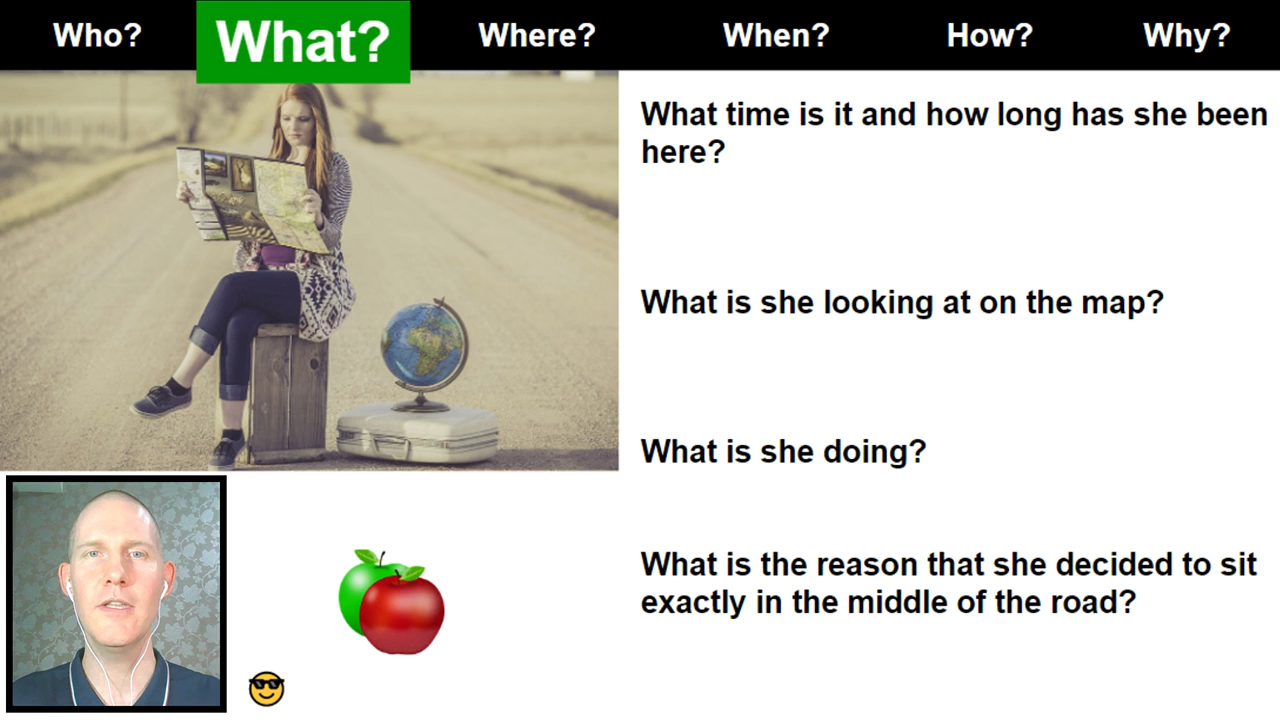 Who? What? Where? When? How? Why?
What time is it and how long has she been
here?
What is she looking at on the map?
What is she doing?
What is the reason that she decided to sit
exactly in the middle of the road?